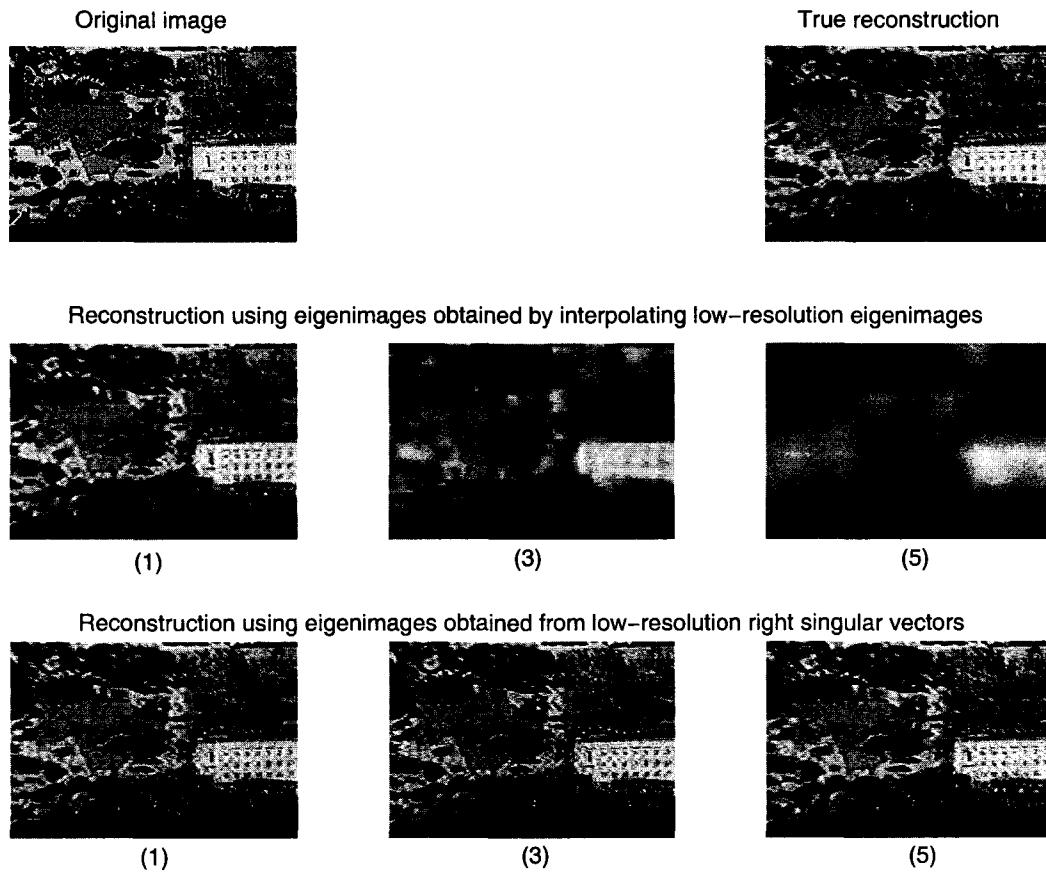 Original image
True reconstruction
Reconstruction using eigenimages obtained by interpolating low−resolution eigenimages
(1)
(3)
(5)
Reconstruction using eigenimages obtained from low−resolution right singular vectors
(1)
(3)
(5)